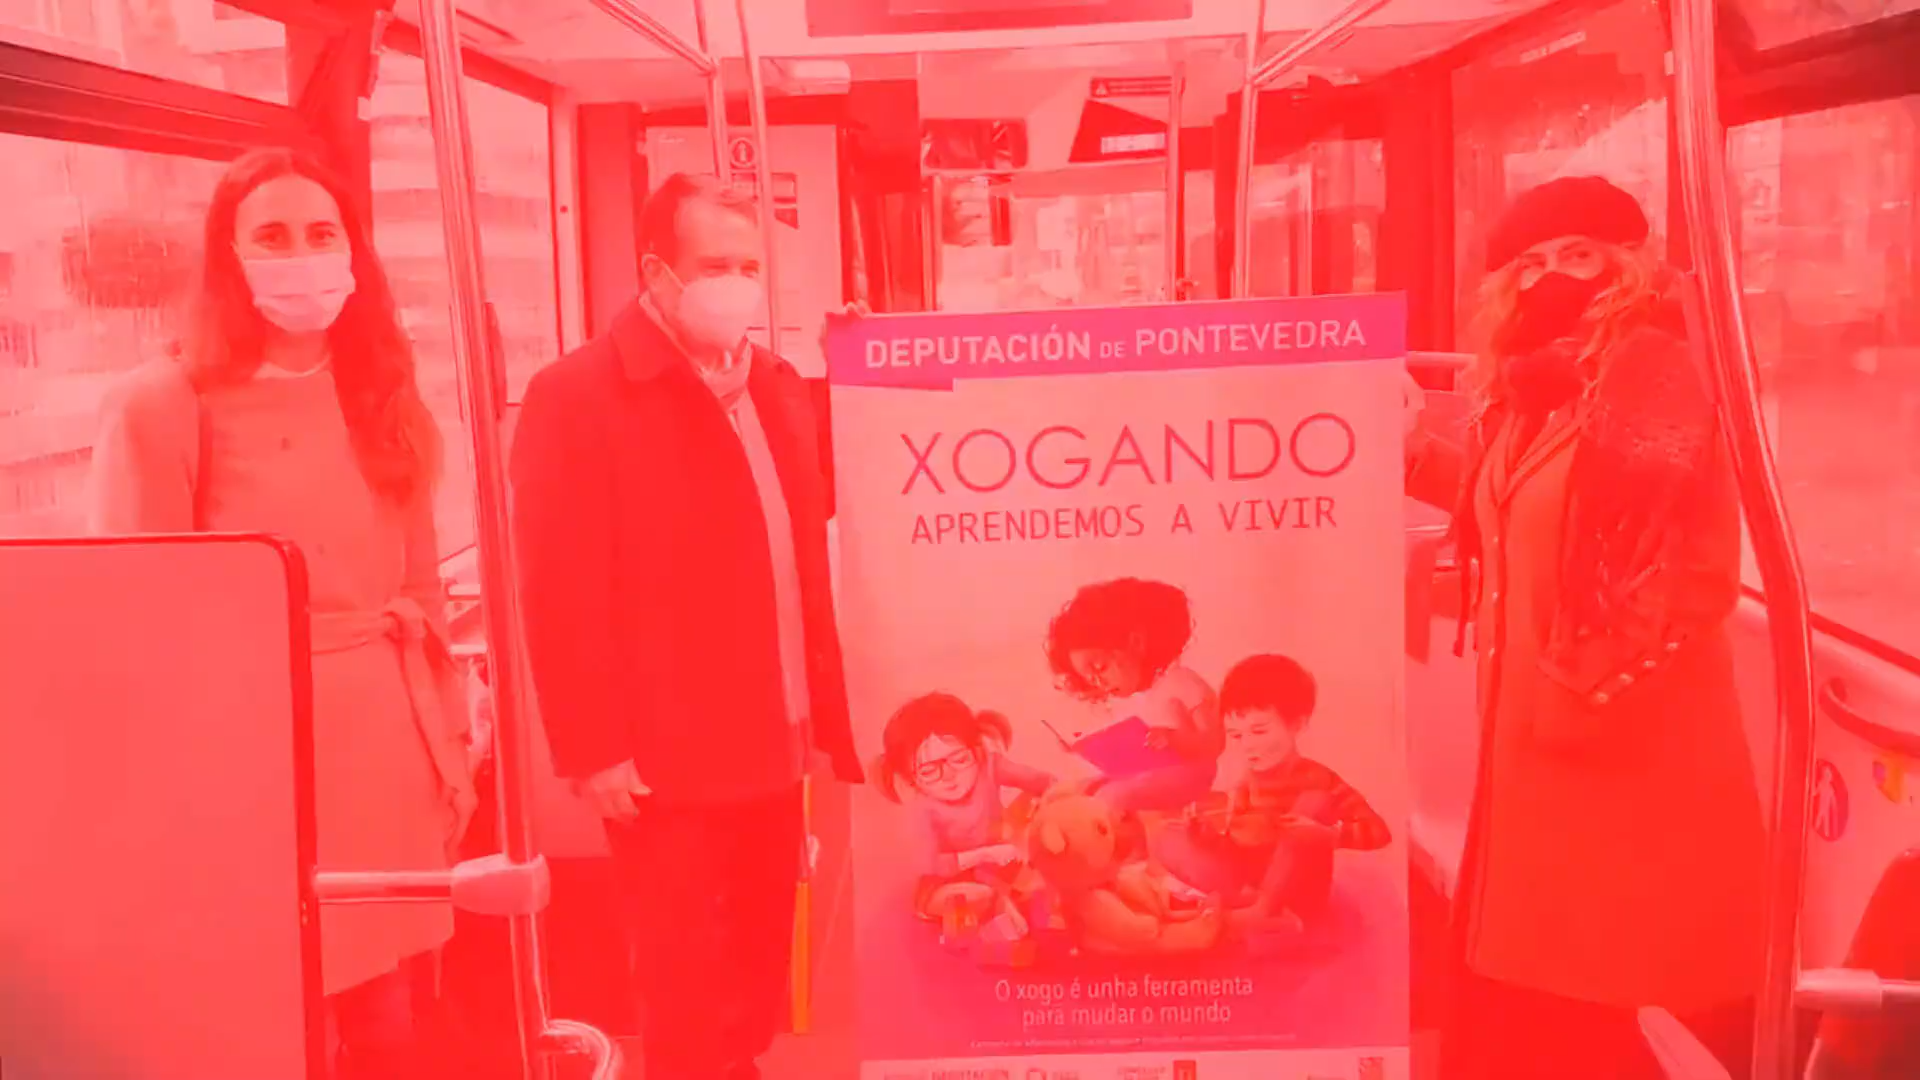 DEPUTACIÓN DE PONTEVEDRA
XOGANDO
APRENDEMOS A VIVIR
O xogo é unha ferramenta
para mudar o mundo